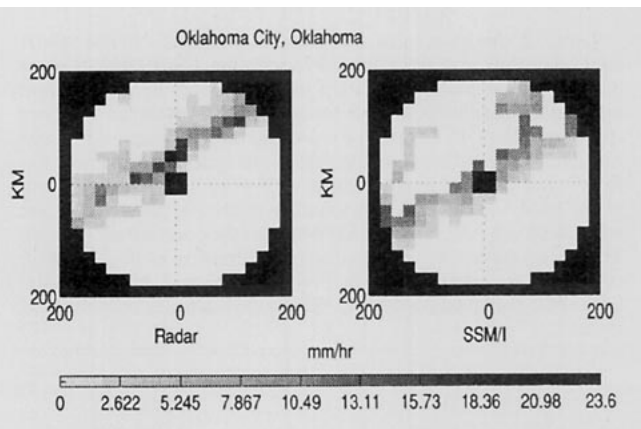 Oklahoma City, Oklahoma
200 200
KM 0 KM 0
200 200
200 0 200 200 0 200
Radar SSM/I
mm/hr
0 2.622 5.245 7.867 10.49 13.11 15.73 18.36 20.98 23.6